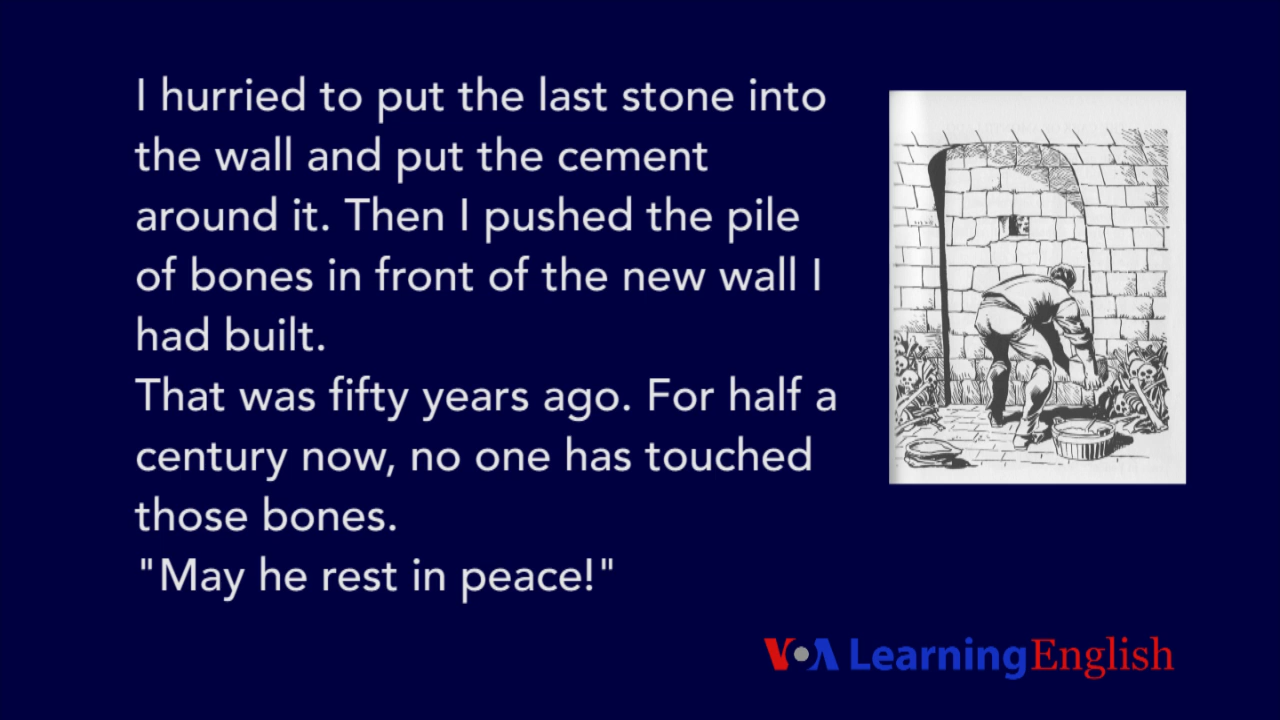 I hurried to put the last stone into
the wall and put the cement
around it. Then I pushed the pile
of bones in front of the new wall I
had built.
That was fifty years ago. For half a
century now, no one has touched
those bones.
"May he rest in peace!"
VOA Learning English